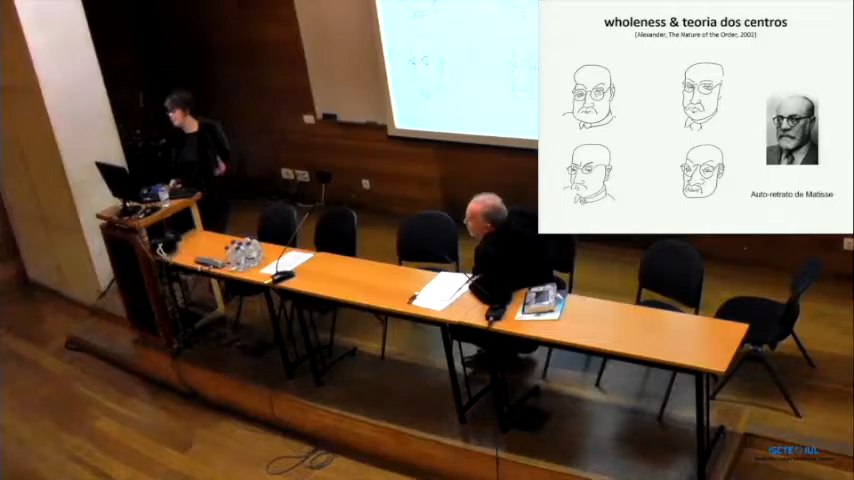 wholeness & teoria dos centros
(Alexander, The Nature of the Order, 2002)
Auto-retrato de Matisse
ISCTE IUL